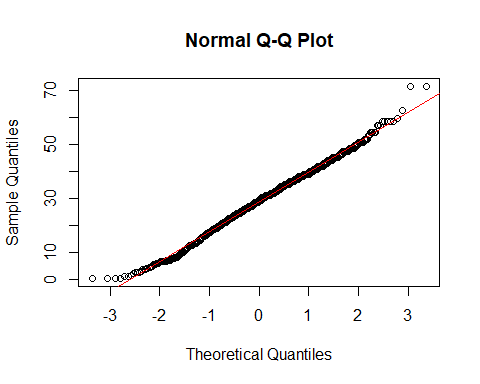 Normal Q-Q Plot
Sample Quantiles
70
50
30
10
0
-3 -2 -1 0 1 2 3
Theoretical Quantiles